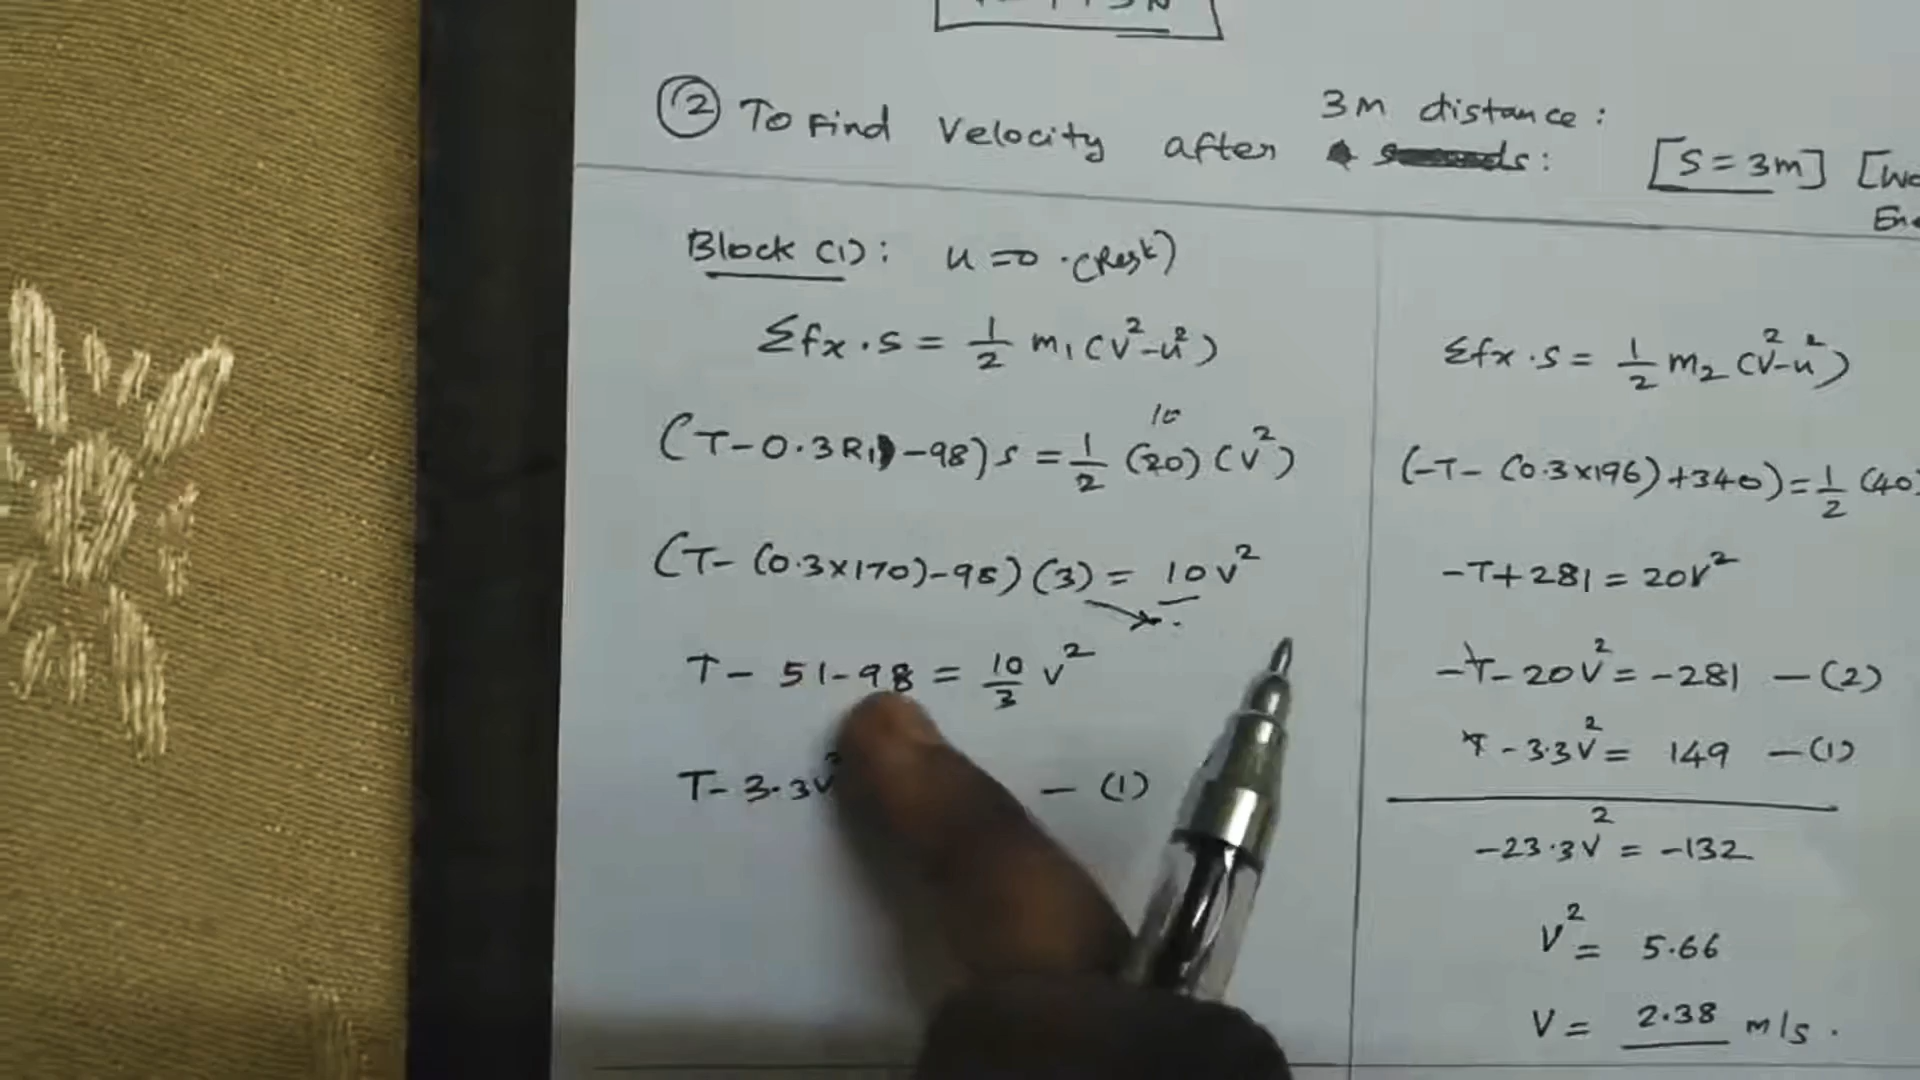 ② To Find Velocity after 3m distance: [S=3m]
Block (1): u=0 .(Rest)
Σfx.s = 1/2 m₁(v²-u²)
(T-0.3R₁-98)s = 1/2 (20)(v²)
10
(T-(0.3×170)-98)(3) = 10v²
T- 51-98 = 10/3 v²
T- 3.3v² — (1)
Σfx.s = 1/2 m₂ (v²-u²)
(-T- (0.3×196)+340) = 1/2 (40)
-T+281 = 20v²
-T-20v² = -281 — (2)
T-3.3v² = 149 — (1)
-23.3v² = -132
v² = 5.66
V = 2.38 m/s.